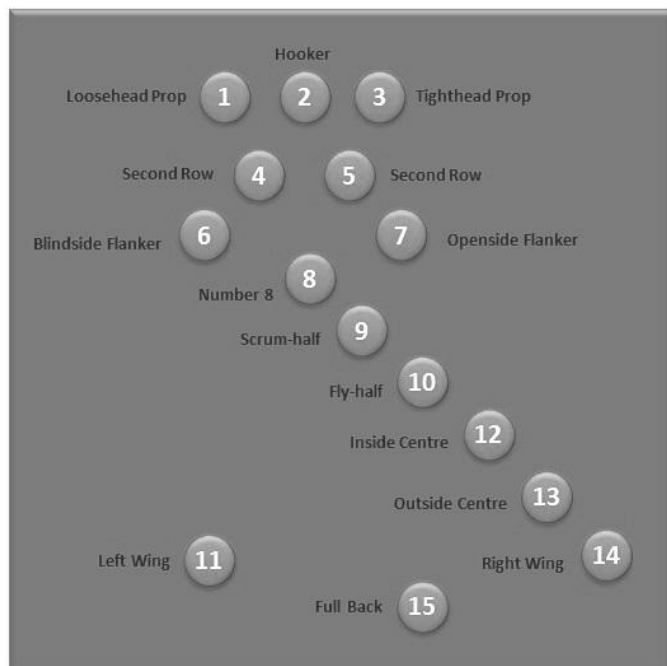 Hooker
Loosehead Prop 1 2 3 Tighthead Prop
Second Row 4 5 Second Row
Blindside Flanker 6 7 Openside Flanker
8
Number 8
9
Scrum-half
10
Fly-half
12
Inside Centre
13
Outside Centre
Left Wing 11 Right Wing 14
Full Back 15